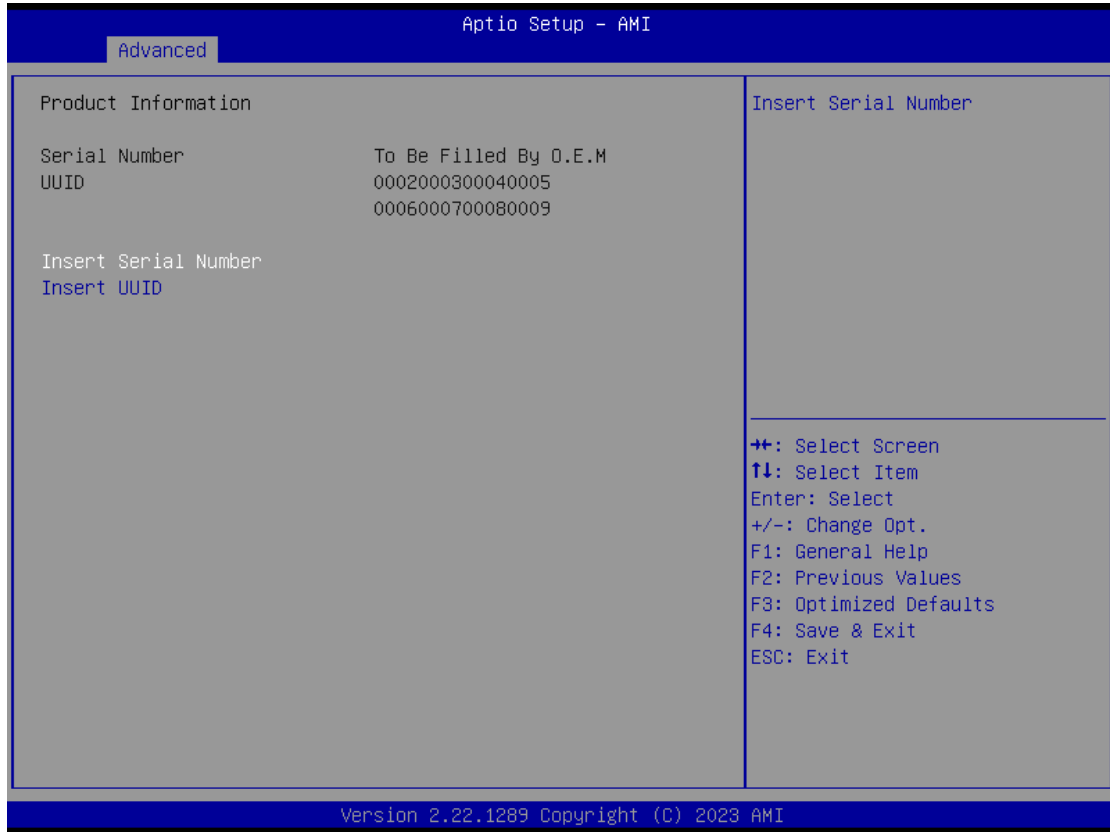 Aptio Setup – AMI
Advanced
Product Information
Serial Number To Be Filled By O.E.M
UUID 0002000300040005
0006000700080009
Insert Serial Number
Insert UUID
Insert Serial Number
→←: Select Screen
↑↓: Select Item
Enter: Select
+/-: Change Opt.
F1: General Help
F2: Previous Values
F3: Optimized Defaults
F4: Save & Exit
ESC: Exit
Version 2.22.1289 Copyright (C) 2023 AMI